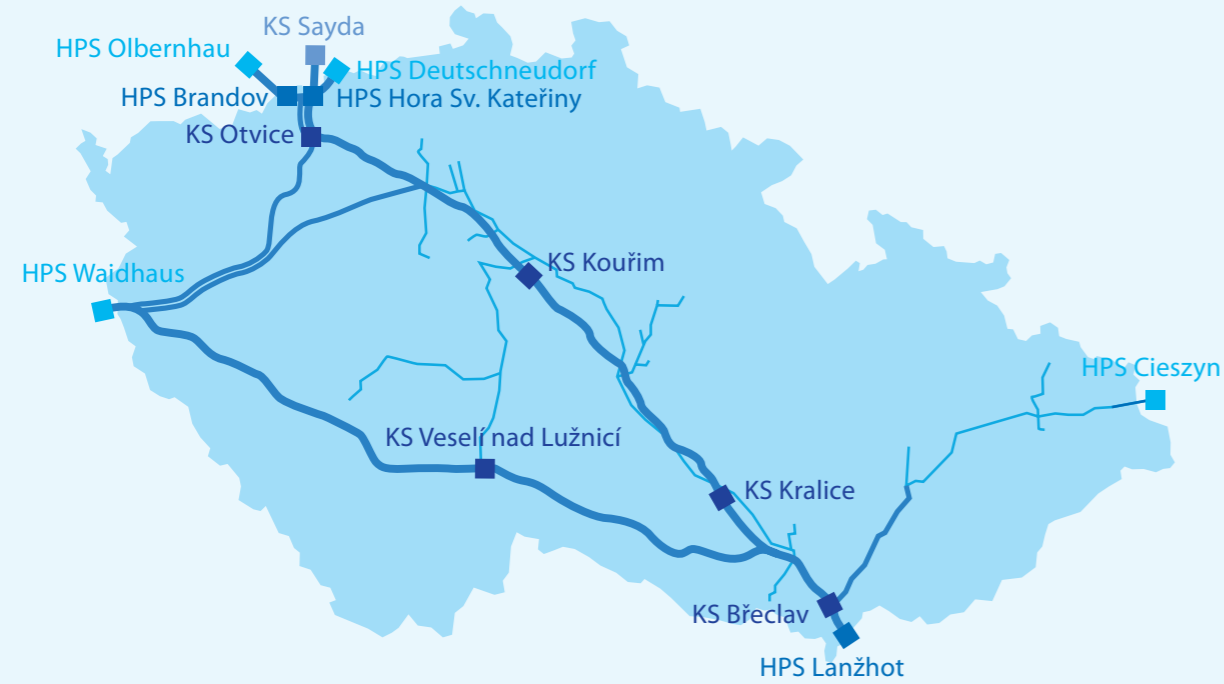 KS Sayda
HPS Olbernhau
HPS Deutschneudorf
HPS Brandov
HPS Hora Sv. Kateřiny
KS Otvice
KS Kouřim
HPS Waidhaus
HPS Cieszyn
KS Veselí nad Lužnicí
KS Kralice
KS Břeclav
HPS Lanžhot